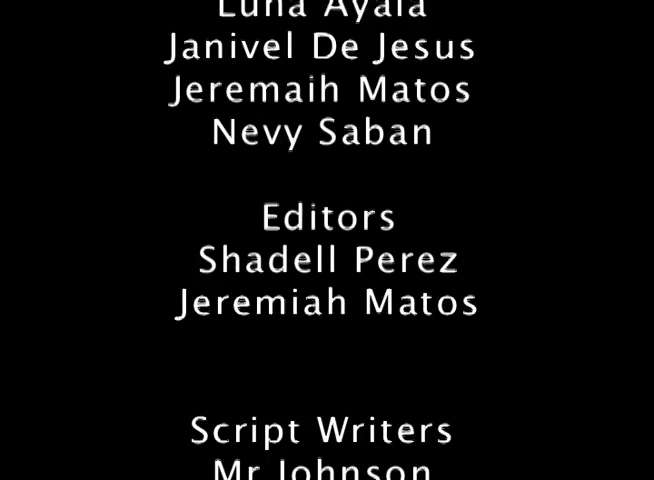 Luna Ayala
Janivel De Jesus
Jeremaih Matos
Nevy Saban
Editors
Shadell Perez
Jeremiah Matos
Script Writers
Mr Johnson